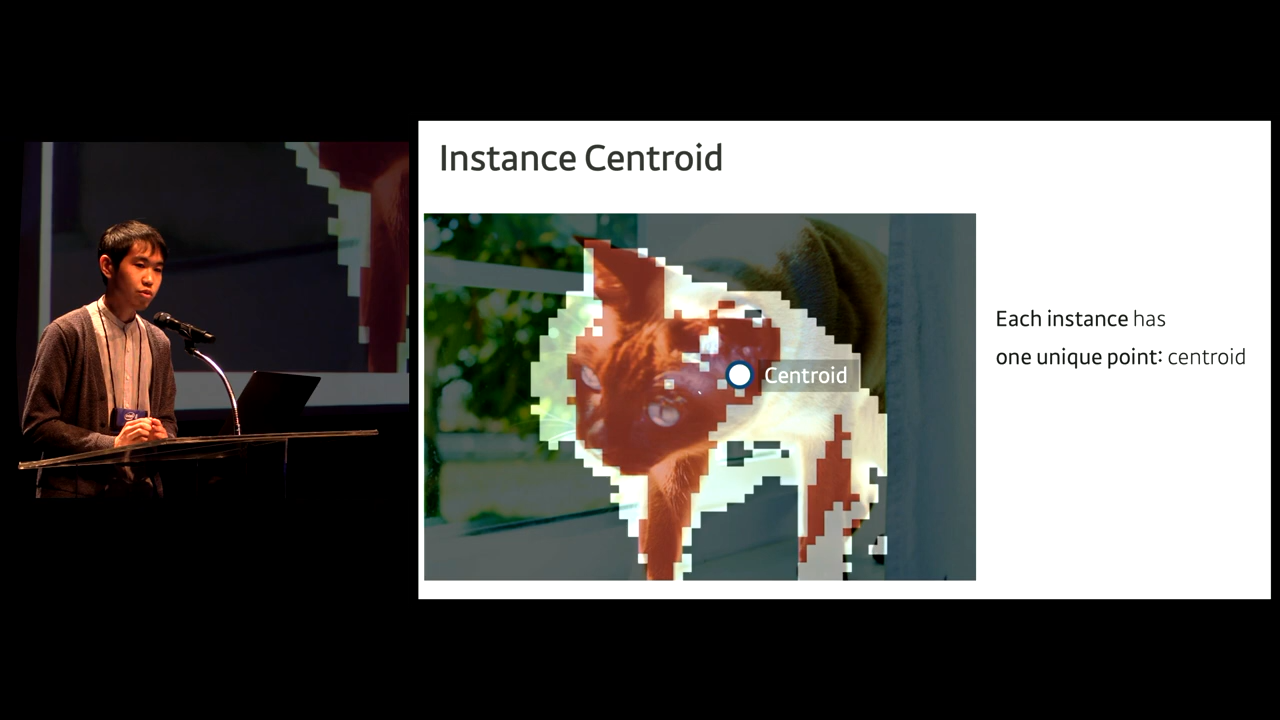 Instance Centroid
Centroid
Each instance has
one unique point: centroid